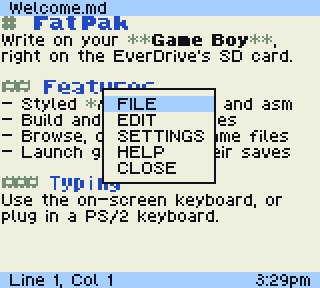 Welcome.md
# FatPak
Write on your **Game Boy**,
right on the EverDrive's SD card.
## Features
- Styled * and asm
- Build and es
- Browse, me files
- Launch g eir saves
FILE
EDIT
SETTINGS
HELP
CLOSE
### Typing
Use the on-screen keyboard, or
plug in a PS/2 keyboard.
Line 1, Col 1 3:29pm